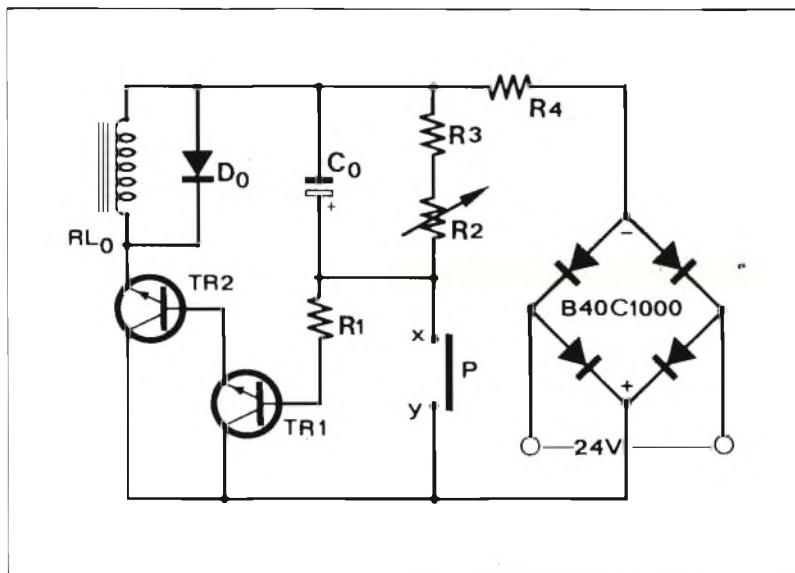 R4
R3
C0
D0
+
R2
RL0
−
TR2
B40C1000
R1
x
P
+
y
TR1
24V